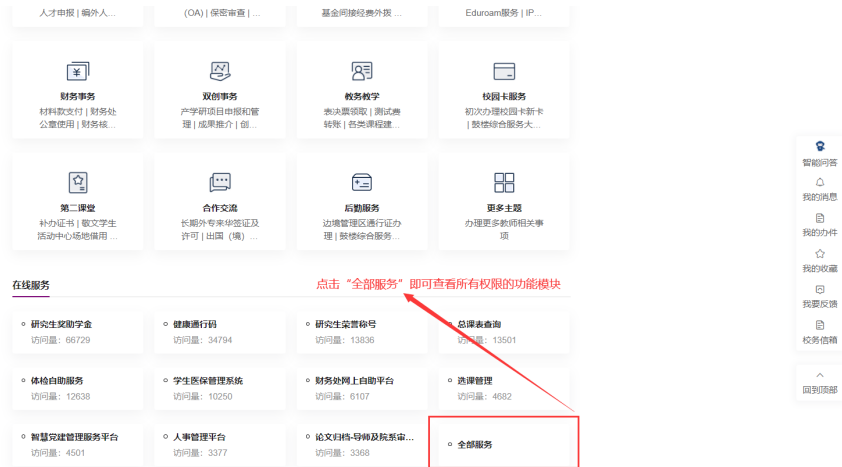 人才申报 | 编外人...
(OA) | 保密审查 | ...
基金间接经费外拨 ...
Eduroam服务 | IP...
财务事务
材料款支付 | 财务处
公章使用 | 财务核...
双创事务
产学研项目申报和管
理 | 成果推介 | 创...
教务教学
表决票领取 | 测试费
转账 | 各类课程建...
校园卡服务
初次办理校园卡新卡
| 鼓楼综合服务大...
第二课堂
补办证书 | 敬文学生
活动中心场地借用 ...
合作交流
长期外专来华签证及
许可 | 出国（境）...
后勤服务
边境管理区通行证办
理 | 鼓楼综合服务...
更多主题
办理更多教师相关事
项
在线服务
点击“全部服务”即可查看所有权限的功能模块
研究生奖助学金
访问量：66729
健康通行码
访问量：34794
研究生荣誉称号
访问量：13836
总课表查询
访问量：13501
体检自助服务
访问量：12638
学生医保管理系统
访问量：10250
财务处网上自助平台
访问量：6107
选课管理
访问量：4682
智慧党建管理服务平台
访问量：4501
人事管理平台
访问量：3377
论文归档-导师及院系审...
访问量：3368
全部服务
智能问答
我的消息
我的办件
我的收藏
我要反馈
校务信箱
回到顶部